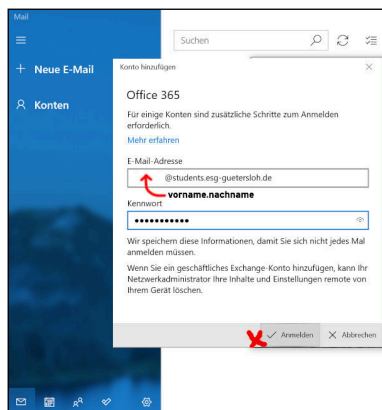 Mail
Suchen
Neue E-Mail
Konten
Konto hinzufügen
Office 365
Für einige Konten sind zusätzliche Schritte zum Anmelden
erforderlich.
Mehr erfahren
E-Mail-Adresse
@students.esg-guetersloh.de
vorname.nachname
Kennwort
•••••••••••
Wir speichern diese Informationen, damit Sie sich nicht jedes Mal
anmelden müssen.
Wenn Sie ein geschäftliches Exchange-Konto hinzufügen, kann Ihr
Netzwerkadministrator Ihre Inhalte und Einstellungen remote von
Ihrem Gerät löschen.
Anmelden
Abbrechen